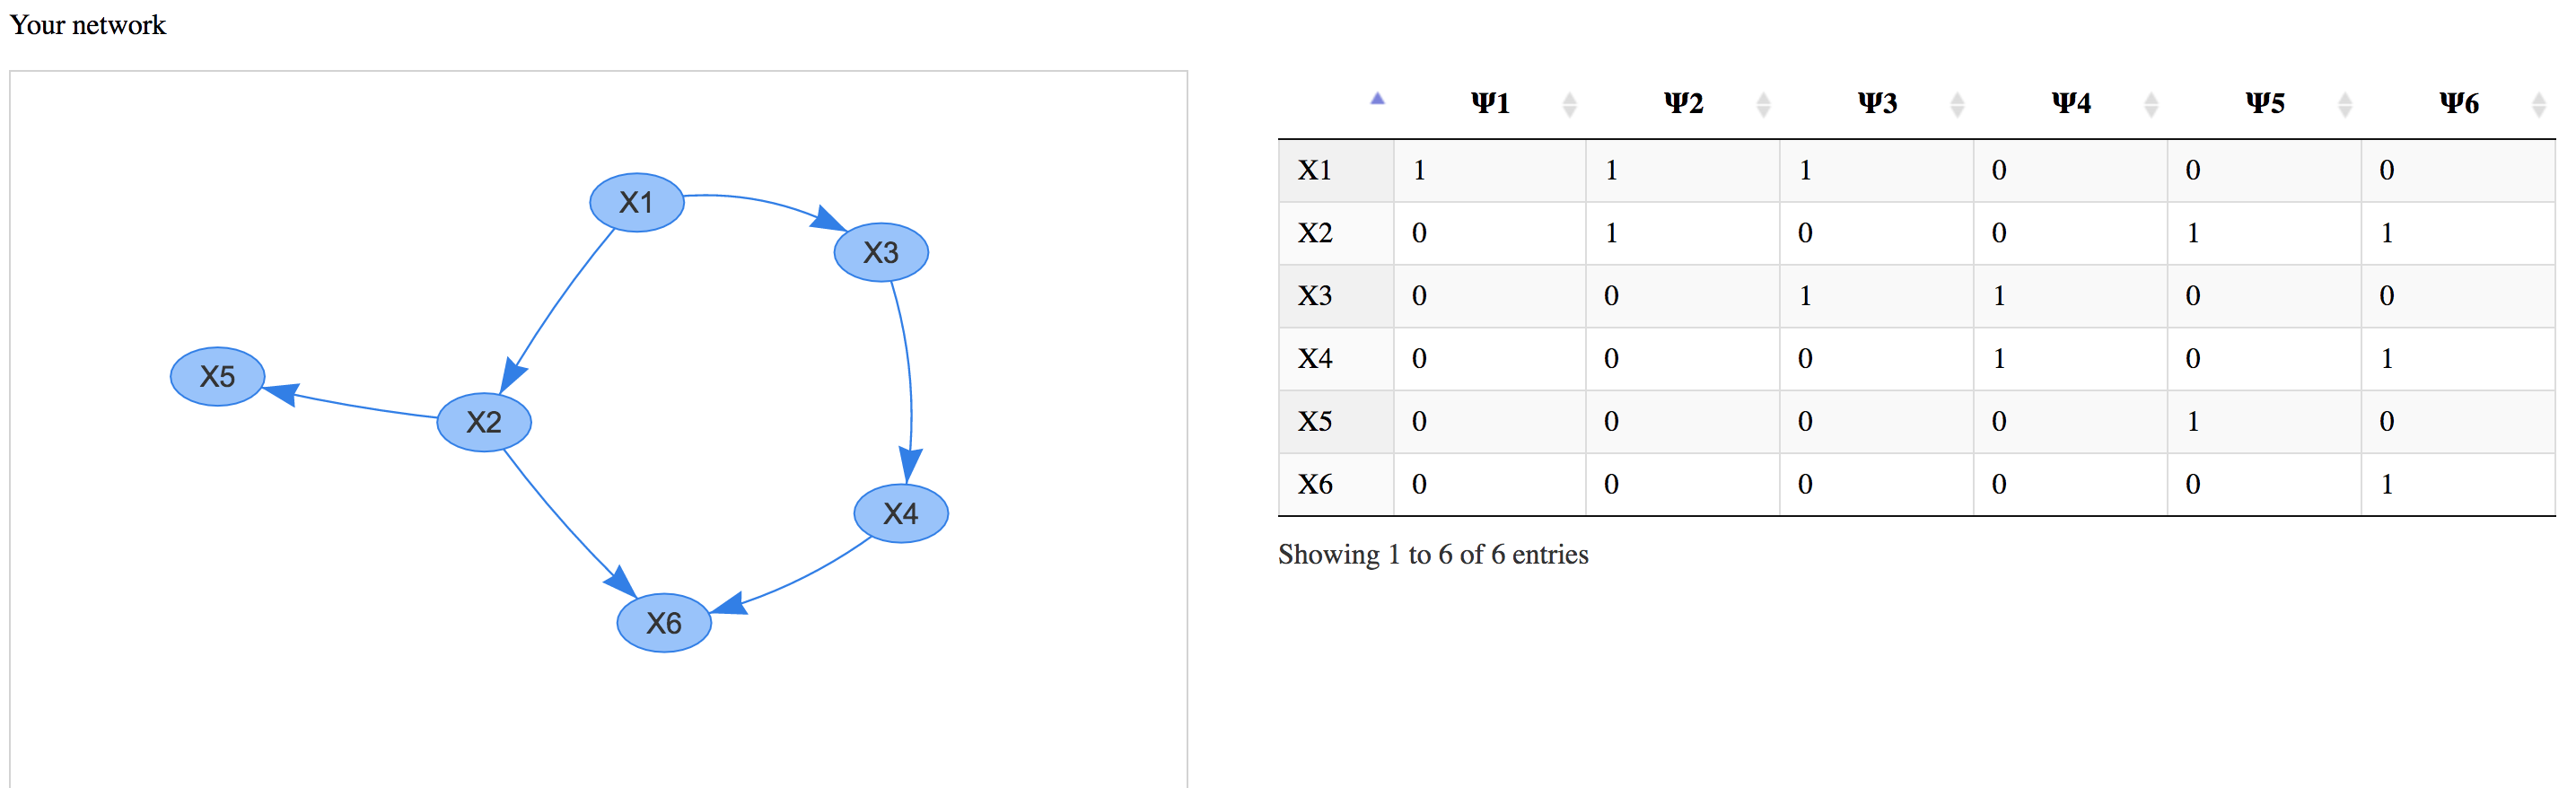 Your network
X1
X3
X5
X2
X4
X6
Ψ1 Ψ2 Ψ3 Ψ4 Ψ5 Ψ6
X1 1 1 1 0 0 0
X2 0 1 0 0 1 1
X3 0 0 1 1 0 0
X4 0 0 0 1 0 1
X5 0 0 0 0 1 0
X6 0 0 0 0 0 1
Showing 1 to 6 of 6 entries